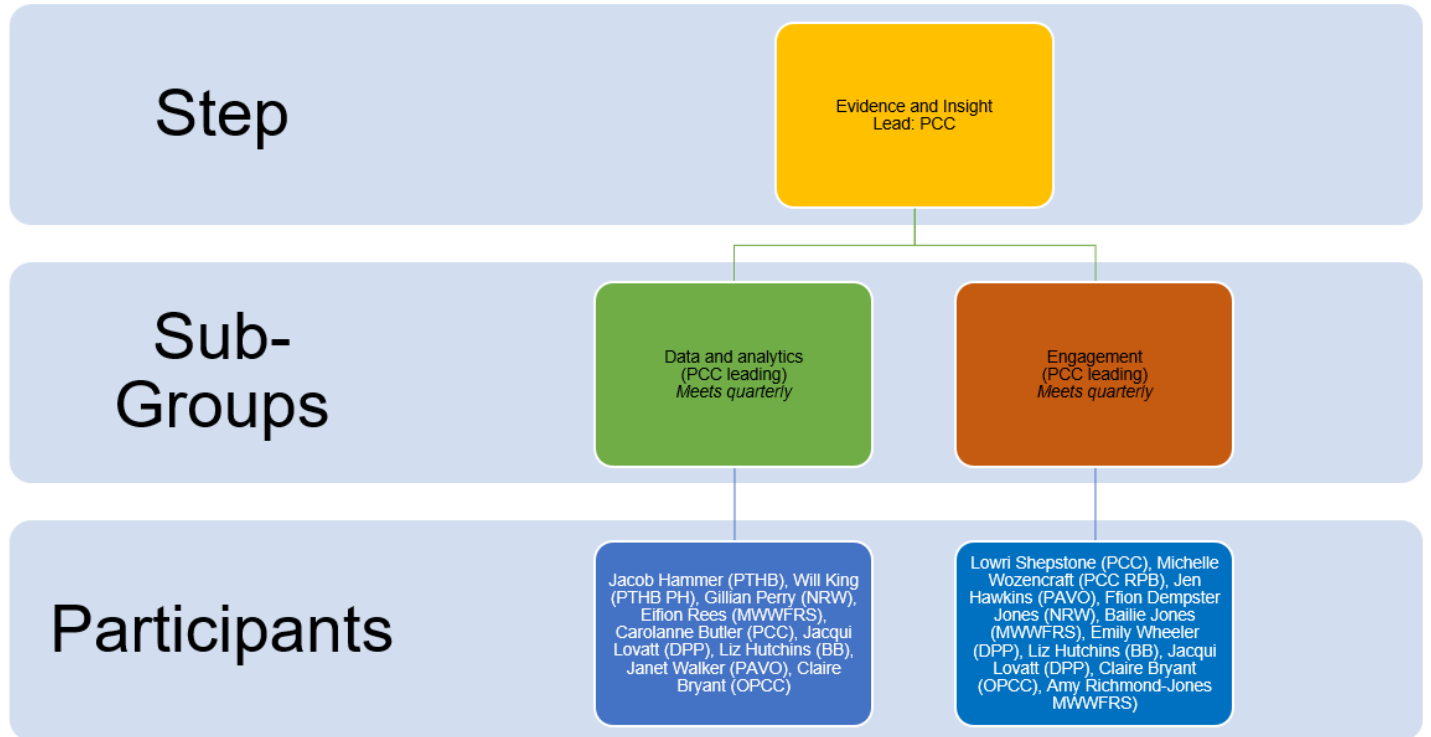 Step
Evidence and Insight
Lead: PCC
Sub-
Groups
Data and analytics
(PCC leading)
Meets quarterly
Engagement
(PCC leading)
Meets quarterly
Participants
Jacob Hammer (PTHB), Will King
(PTHB PH), Gillian Perry (NRW),
Eifion Rees (MWWFRS),
Carolanne Butler (PCC), Jacqui
Lovatt (DPP), Liz Hutchins (BB),
Janet Walker (PAVO), Claire
Bryant (OPCC)
Lowri Shepstone (PCC), Michelle
Wozencraft (PCC RPB), Jen
Hawkins (PAVO), Ffion Dempster
Jones (NRW), Bailie Jones
(MWWFRS), Emily Wheeler
(DPP), Liz Hutchins (BB), Jacqui
Lovatt (DPP), Claire Bryant
(OPCC), Amy Richmond-Jones
MWWFRS)